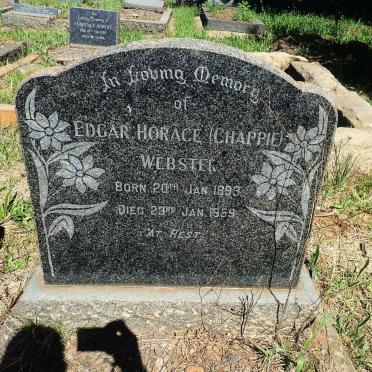 In Loving Memory
of
EDGAR HORACE (CHAPPIE)
WEBSTER
BORN 20TH JAN 1893
DIED 23RD JAN 1959
AT REST